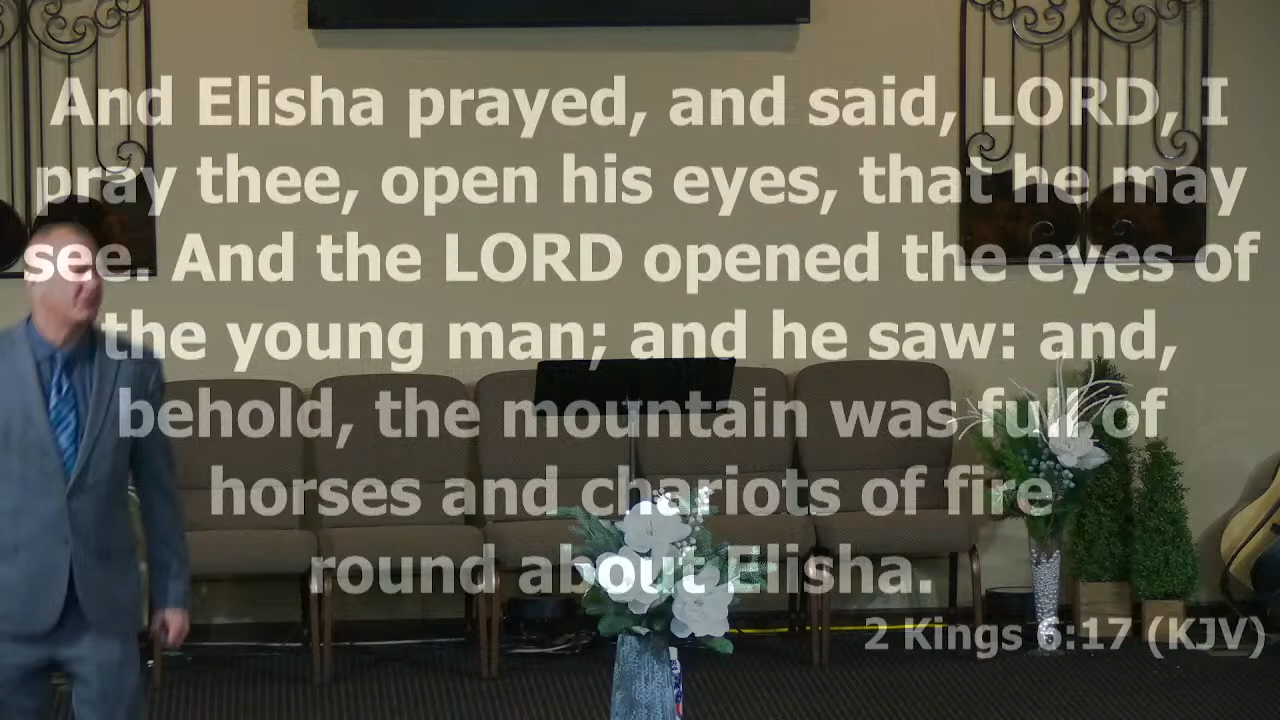 And Elisha prayed, and said, LORD, I
pray thee, open his eyes, that he may
see. And the LORD opened the eyes of
the young man; and he saw: and,
behold, the mountain was full of
horses and chariots of fire
round about Elisha.
2 Kings 6:17 (KJV)